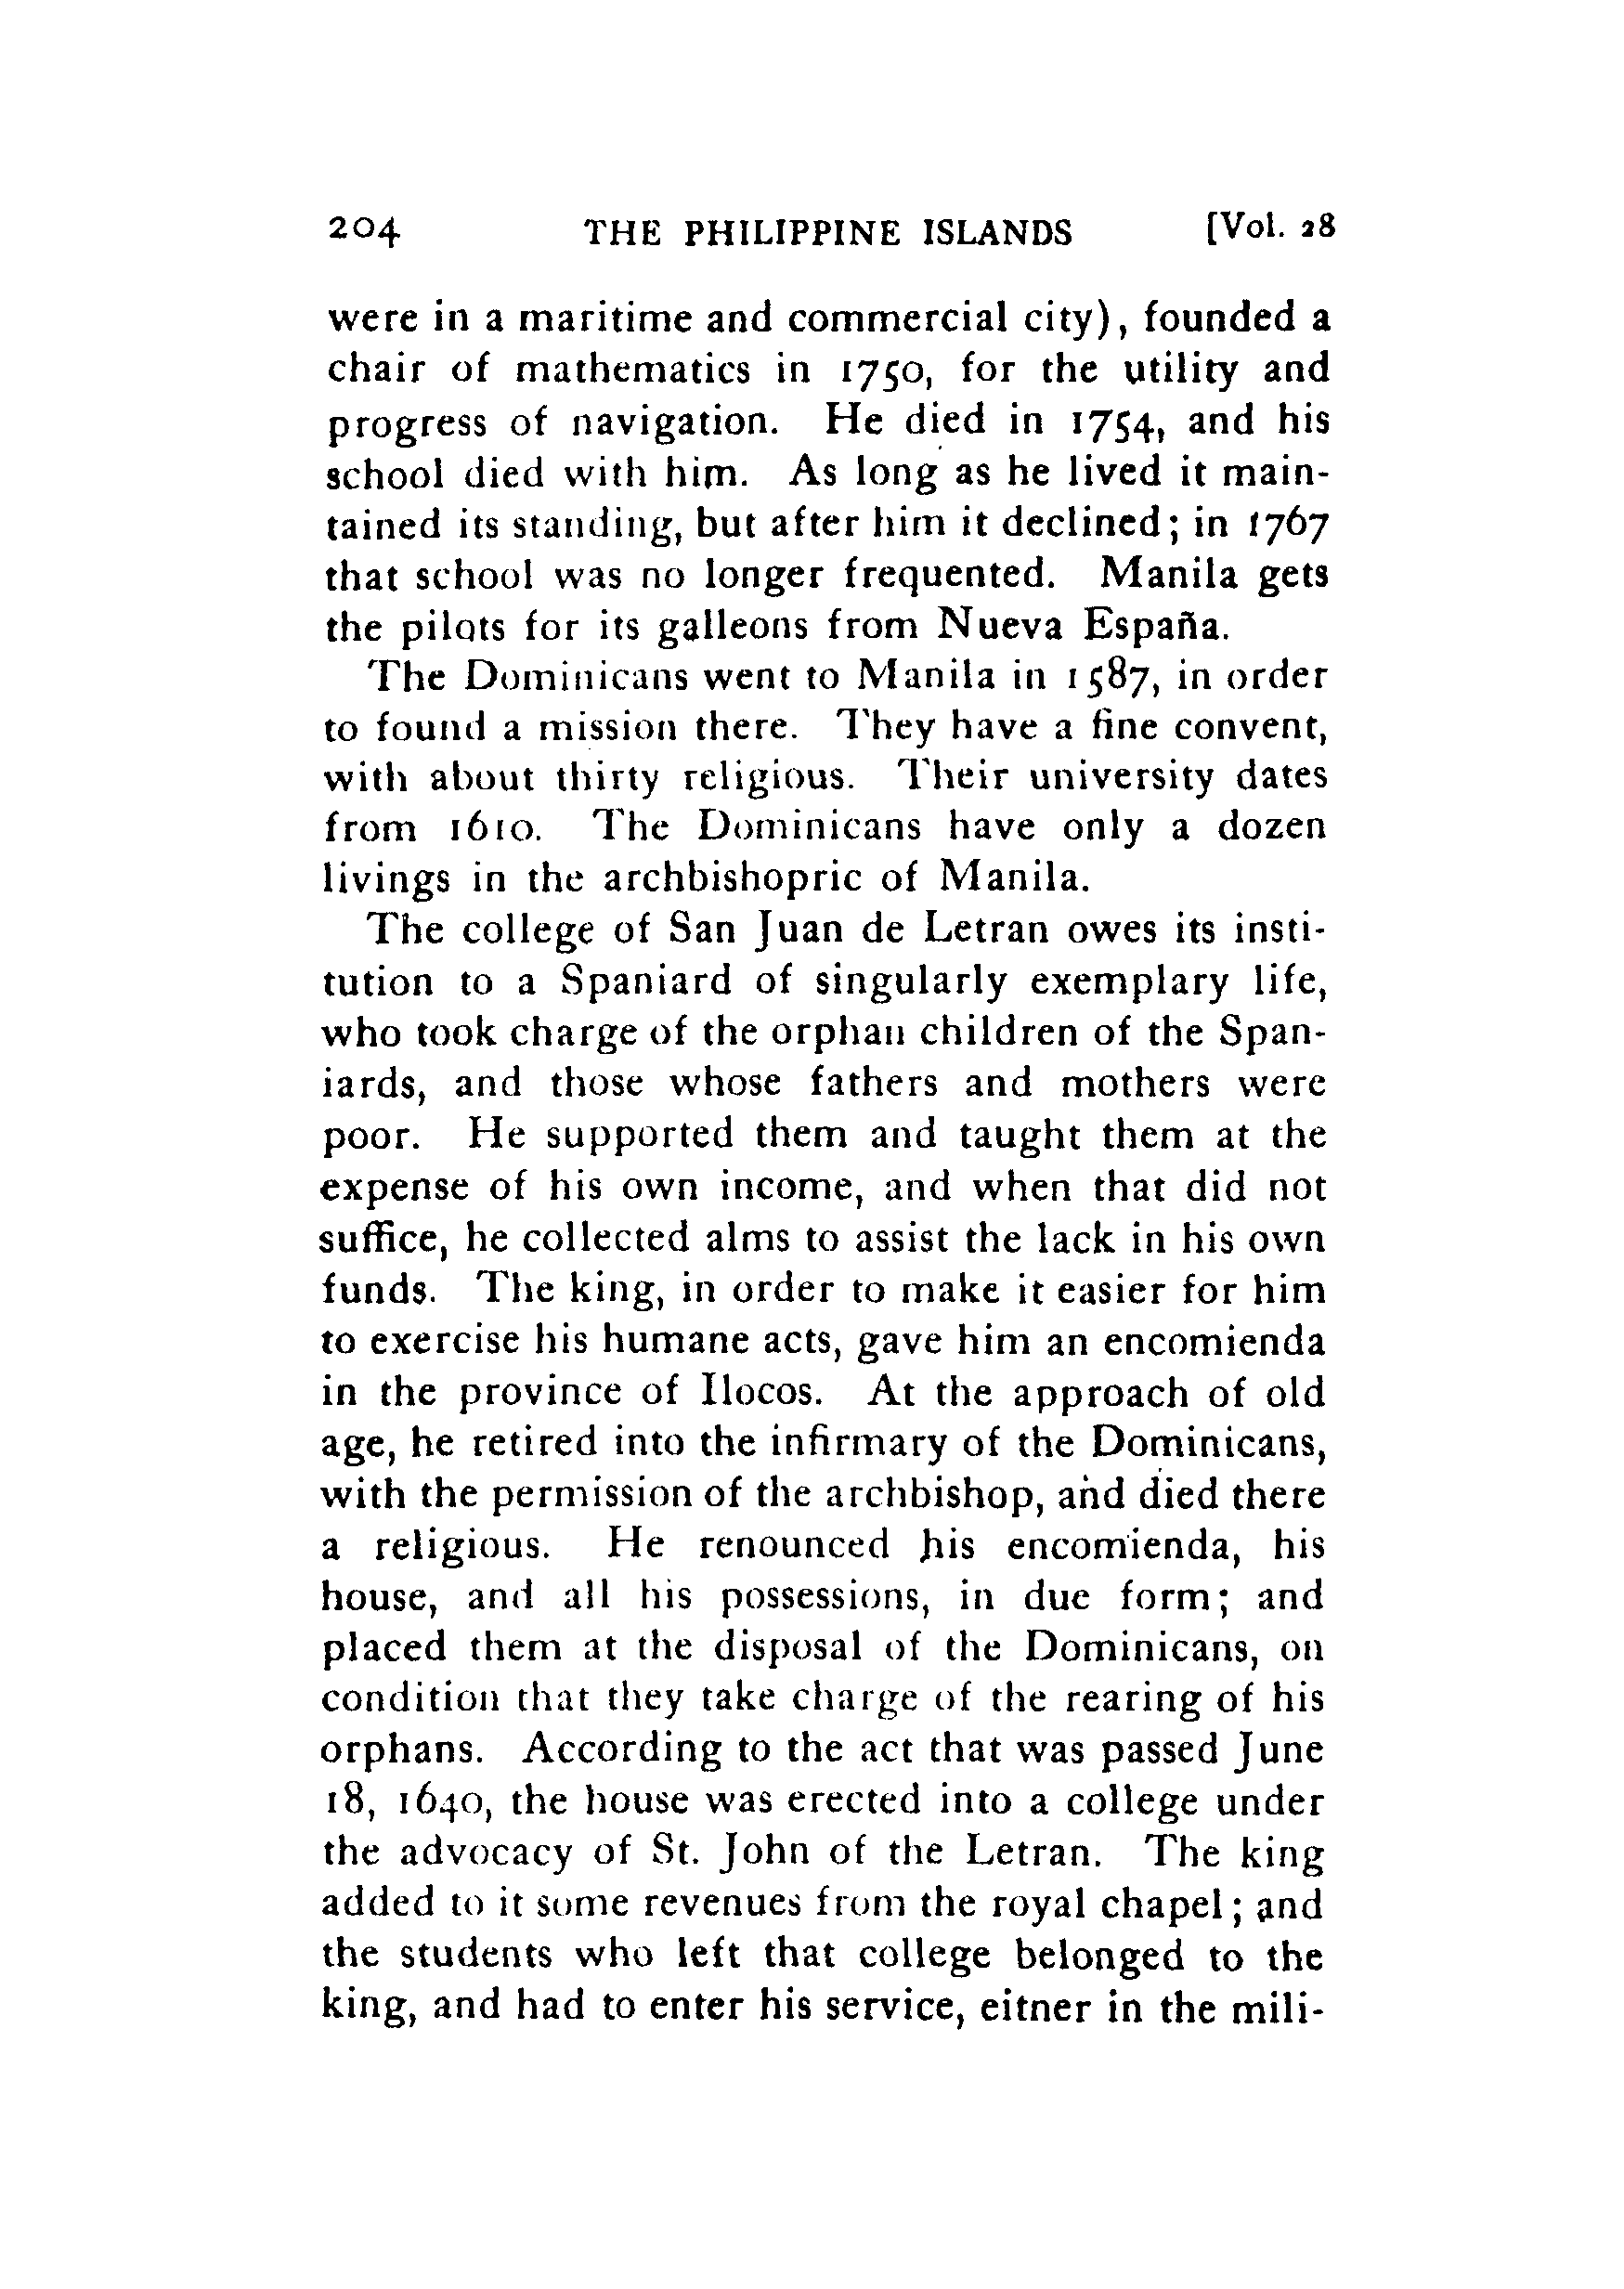 204 THE PHILIPPINE ISLANDS [Vol. 28
were in a maritime and commercial city), founded a
chair of mathematics in 1750, for the utility and
progress of navigation. He died in 1754, and his
school died with him. As long as he lived it main-
tained its standing, but after him it declined; in 1767
that school was no longer frequented. Manila gets
the pilots for its galleons from Nueva España.
The Dominicans went to Manila in 1587, in order
to found a mission there. They have a fine convent,
with about thirty religious. Their university dates
from 1610. The Dominicans have only a dozen
livings in the archbishopric of Manila.
The college of San Juan de Letran owes its insti-
tution to a Spaniard of singularly exemplary life,
who took charge of the orphan children of the Span-
iards, and those whose fathers and mothers were
poor. He supported them and taught them at the
expense of his own income, and when that did not
suffice, he collected alms to assist the lack in his own
funds. The king, in order to make it easier for him
to exercise his humane acts, gave him an encomienda
in the province of Ilocos. At the approach of old
age, he retired into the infirmary of the Dominicans,
with the permission of the archbishop, and died there
a religious. He renounced his encomienda, his
house, and all his possessions, in due form; and
placed them at the disposal of the Dominicans, on
condition that they take charge of the rearing of his
orphans. According to the act that was passed June
18, 1640, the house was erected into a college under
the advocacy of St. John of the Letran. The king
added to it some revenues from the royal chapel; and
the students who left that college belonged to the
king, and had to enter his service, eitner in the mili-